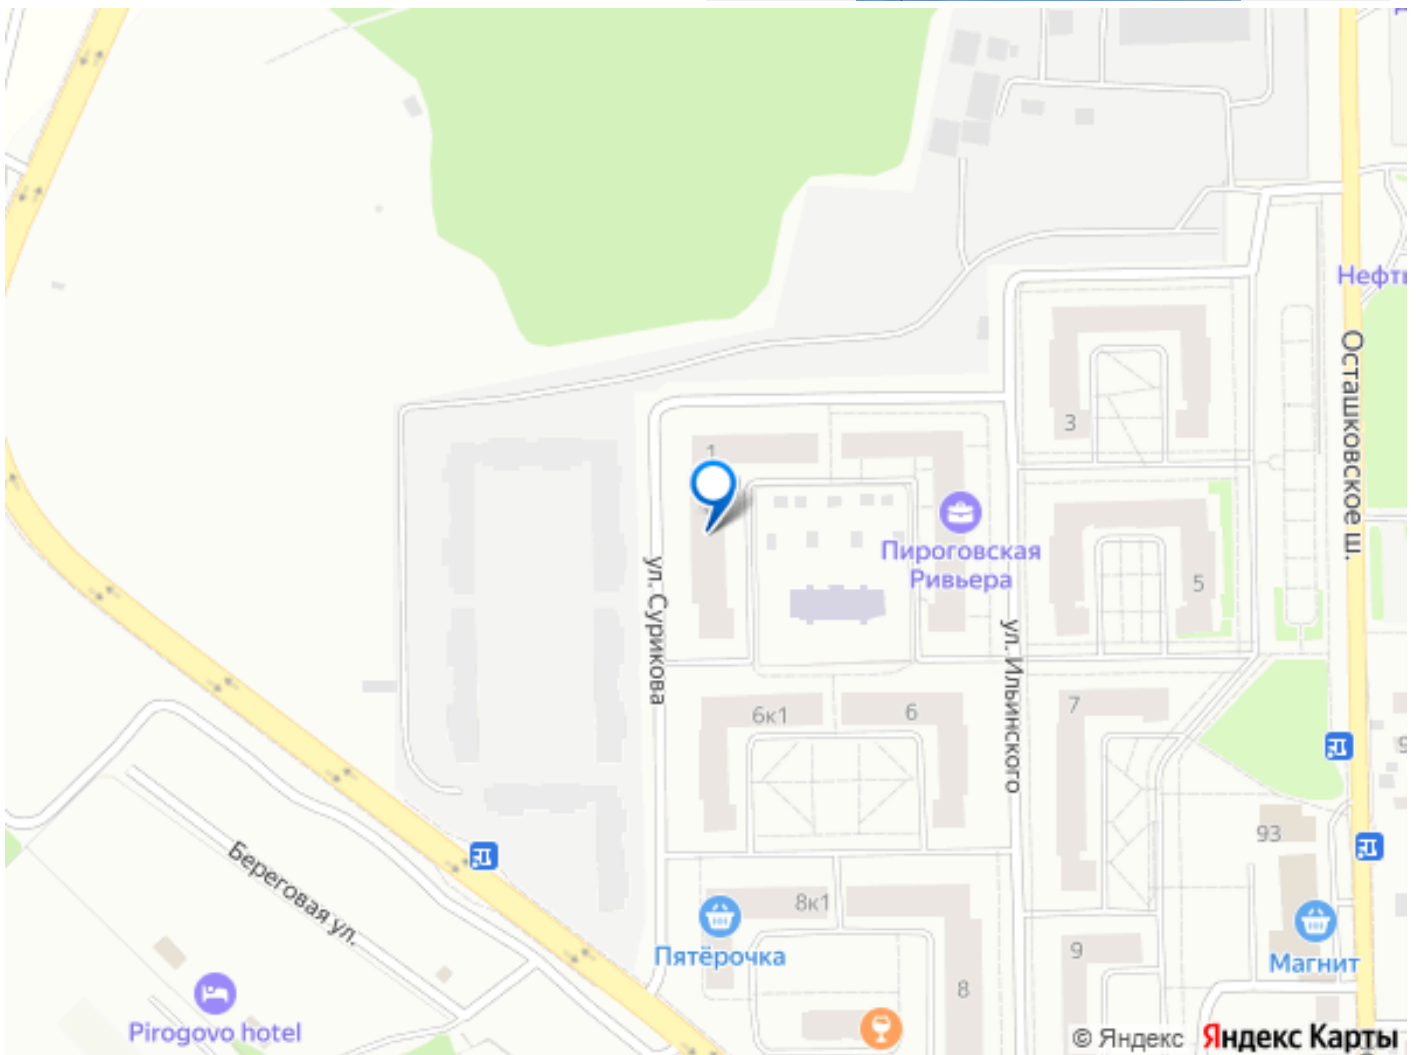 Нефть
Осташковское ш.
3
1
Пироговская
Ривьера
5
ул. Сурикова
ул. Ильинского
6к1
6
7
93
Береговая ул.
8к1
Пятёрочка
Магнит
9
8
Pirogovo hotel
© Яндекс
Яндекс Карты